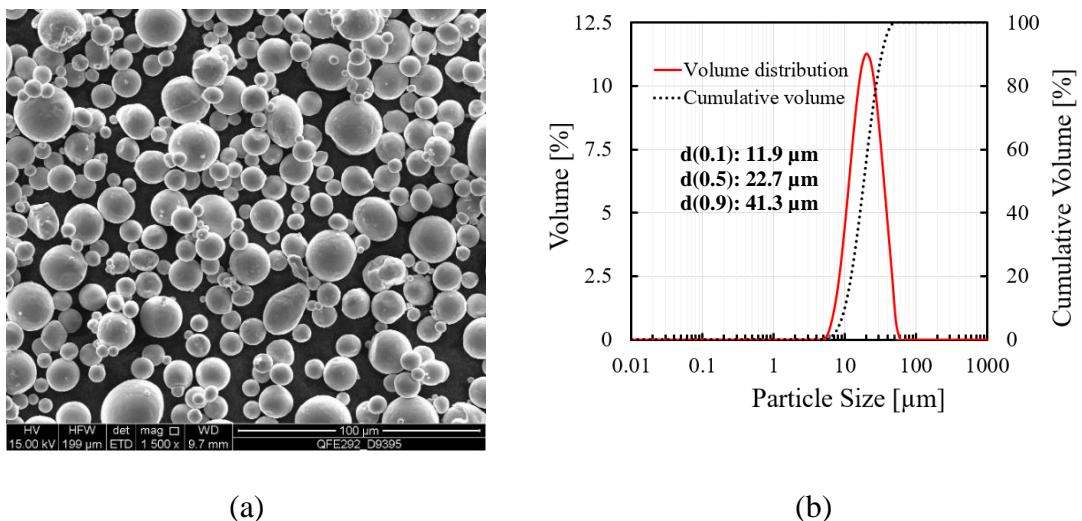 HV HFW det mag □ WD 100 µm
15.00 kV 199 µm ETD 1 500 x 9.7 mm QFE292_D9395
(a)
12.5 100
10 80
7.5 60
5 40
2.5 20
0 0
0.01 0.1 1 10 100 1000
Volume [%]
Cumulative Volume [%]
Volume distribution
Cumulative volume
d(0.1): 11.9 µm
d(0.5): 22.7 µm
d(0.9): 41.3 µm
Particle Size [µm]
(b)